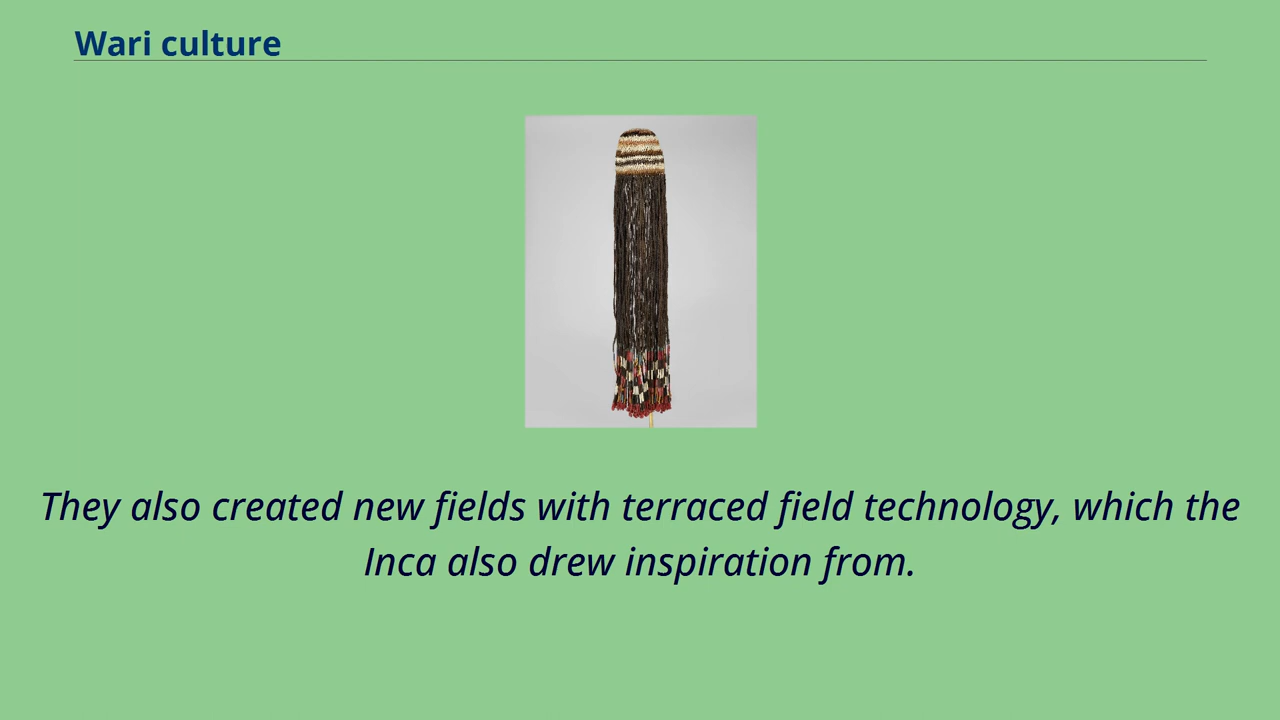 Wari culture
They also created new fields with terraced field technology, which the
Inca also drew inspiration from.